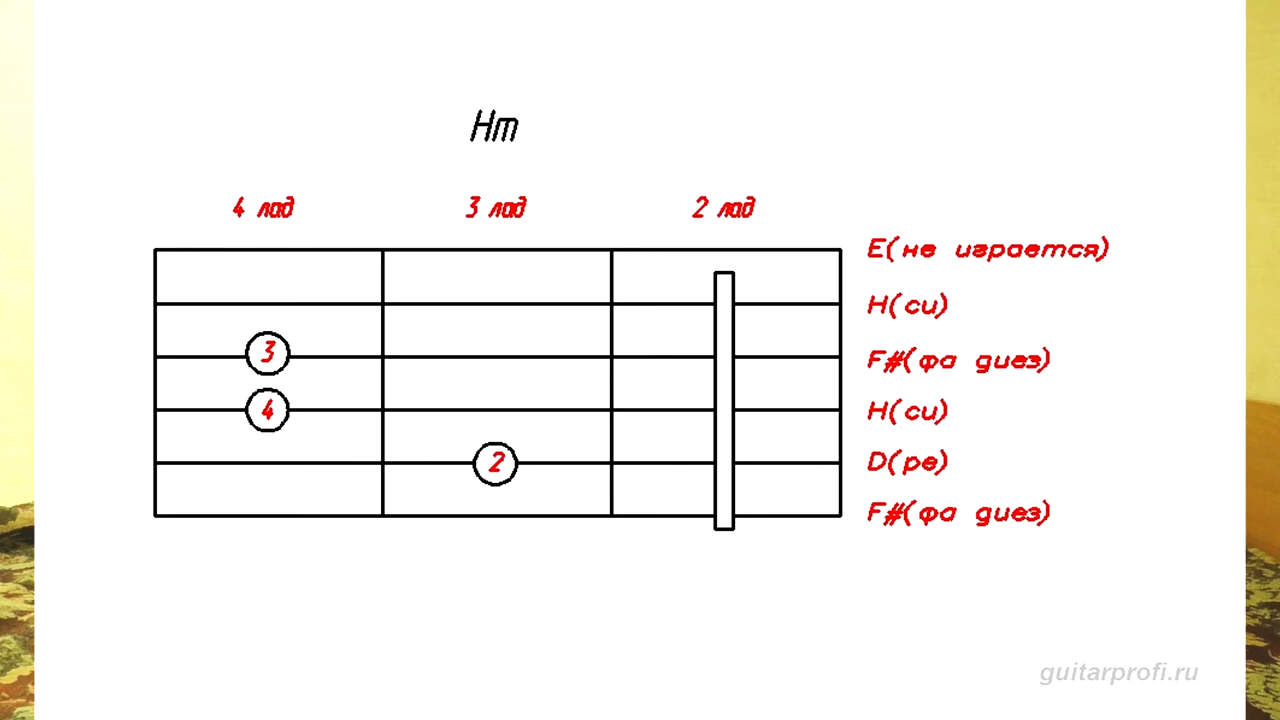 Hm
4 лад 3 лад 2 лад
E(не играется)
H(си)
F#(фа диез)
3
H(си)
4
D(ре)
2
F#(фа диез)
guitarprofi.ru